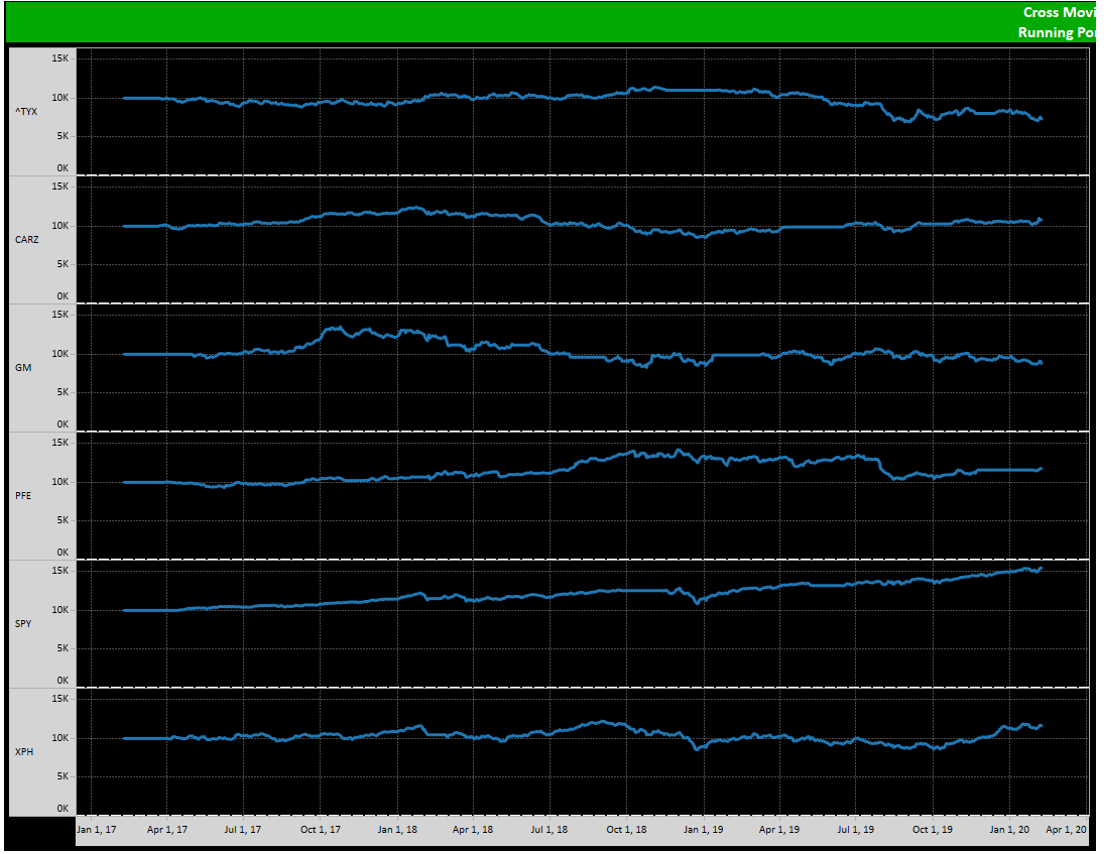 Cross Movi
Running Por
15K
10K
^TYX
5K
0K
15K
10K
CARZ
5K
0K
15K
10K
GM
5K
0K
15K
10K
PFE
5K
0K
15K
10K
SPY
5K
0K
15K
10K
XPH
5K
0K
Jan 1, 17 Apr 1, 17 Jul 1, 17 Oct 1, 17 Jan 1, 18 Apr 1, 18 Jul 1, 18 Oct 1, 18 Jan 1, 19 Apr 1, 19 Jul 1, 19 Oct 1, 19 Jan 1, 20 Apr 1, 20